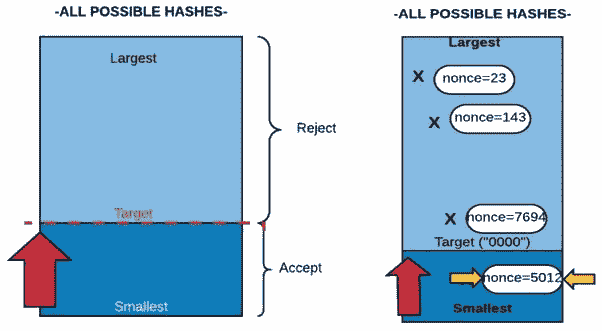 -ALL POSSIBLE HASHES-
Largest
Reject
Target
Accept
Smallest
-ALL POSSIBLE HASHES-
Largest
X nonce=23
X nonce=143
X nonce=7694
Target ("0000")
nonce=5012
Smallest